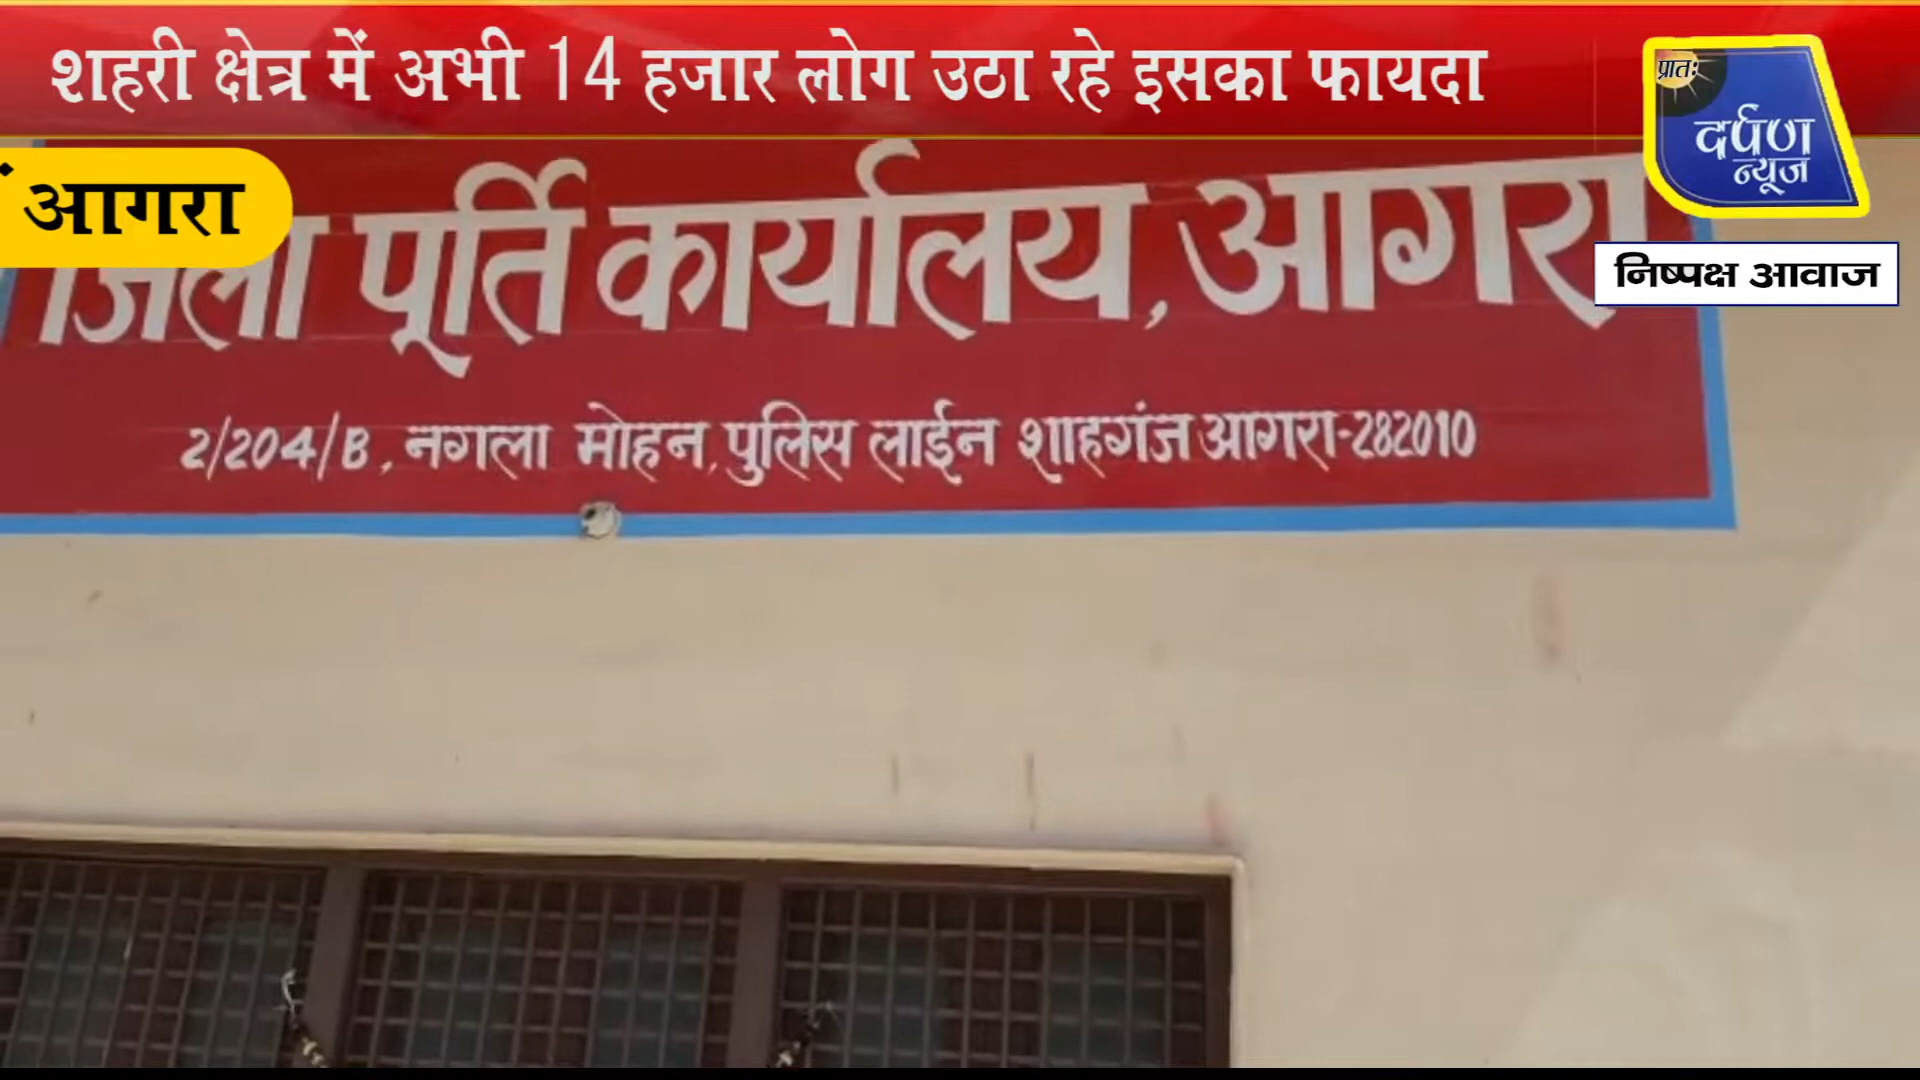 शहरी क्षेत्र में अभी 14 हजार लोग उठा रहे इसका फायदा
प्रातः
दर्पण
न्यूज
आगरा
जिला पूर्ति कार्यालय, आगरा
निष्पक्ष आवाज
2/204/B, नगला मोहन, पुलिस लाईन शाहगंज आगरा-282010